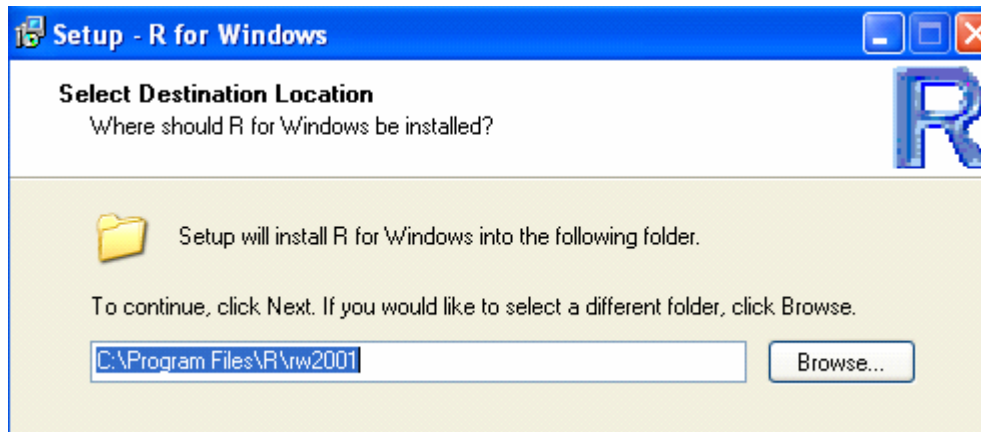 Setup - R for Windows
Select Destination Location
Where should R for Windows be installed?
R
Setup will install R for Windows into the following folder.
To continue, click Next. If you would like to select a different folder, click Browse.
C:\Program Files\R\rw2001
Browse...